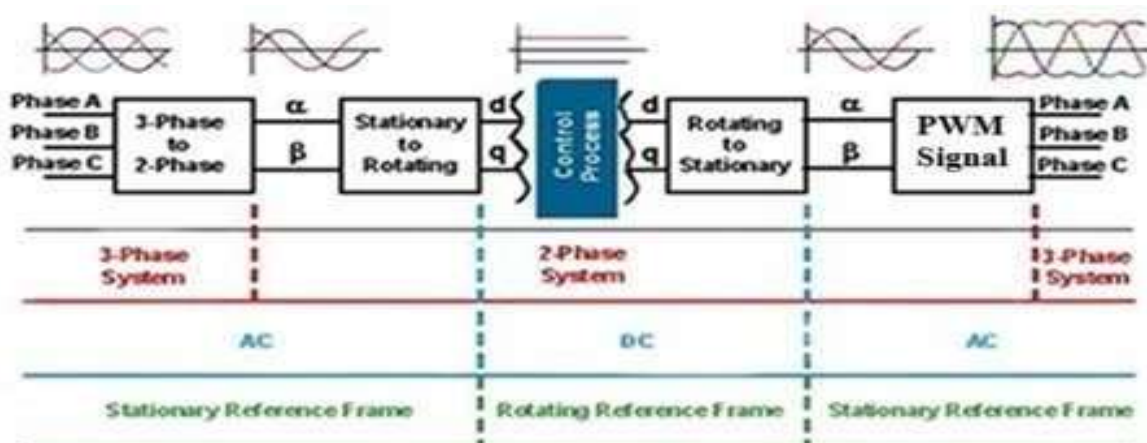 Phase A
Phase B
Phase C
3-Phase
to
2-Phase
α
β
Stationary
to
Rotating
d
q
Control
Process
d
q
Rotating
to
Stationary
α
β
PWM
Signal
Phase A
Phase B
Phase C
3-Phase
System
2-Phase
System
3-Phase
System
AC
DC
AC
Stationary Reference Frame
Rotating Reference Frame
Stationary Reference Frame